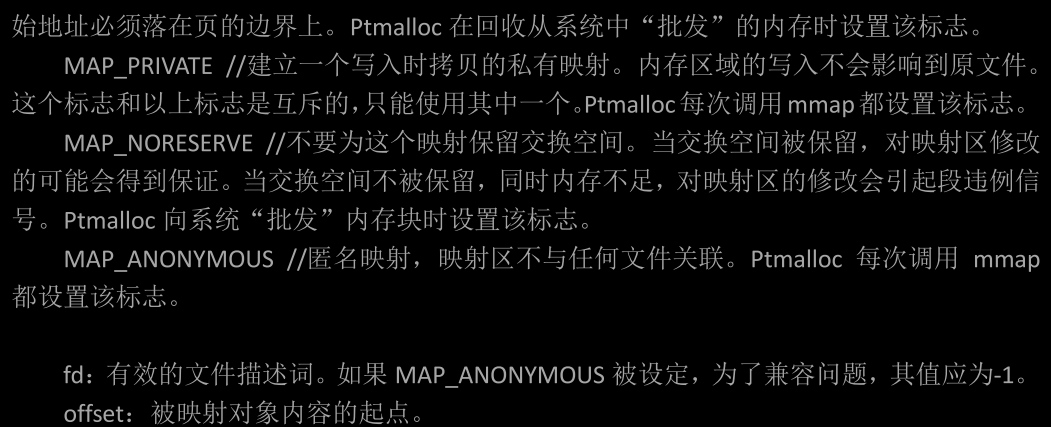 始地址必须落在页的边界上。Ptmalloc 在回收从系统中“批发”的内存时设置该标志。
MAP_PRIVATE //建立一个写入时拷贝的私有映射。内存区域的写入不会影响到原文件。
这个标志和以上标志是互斥的,只能使用其中一个。Ptmalloc 每次调用 mmap 都设置该标志。
MAP_NORESERVE //不要为这个映射保留交换空间。当交换空间被保留，对映射区修改
的可能会得到保证。当交换空间不被保留，同时内存不足，对映射区的修改会引起段违例信
号。Ptmalloc 向系统“批发”内存块时设置该标志。
MAP_ANONYMOUS //匿名映射，映射区不与任何文件关联。Ptmalloc 每次调用 mmap
都设置该标志。
fd：有效的文件描述词。如果 MAP_ANONYMOUS 被设定，为了兼容问题，其值应为-1。
offset：被映射对象内容的起点。